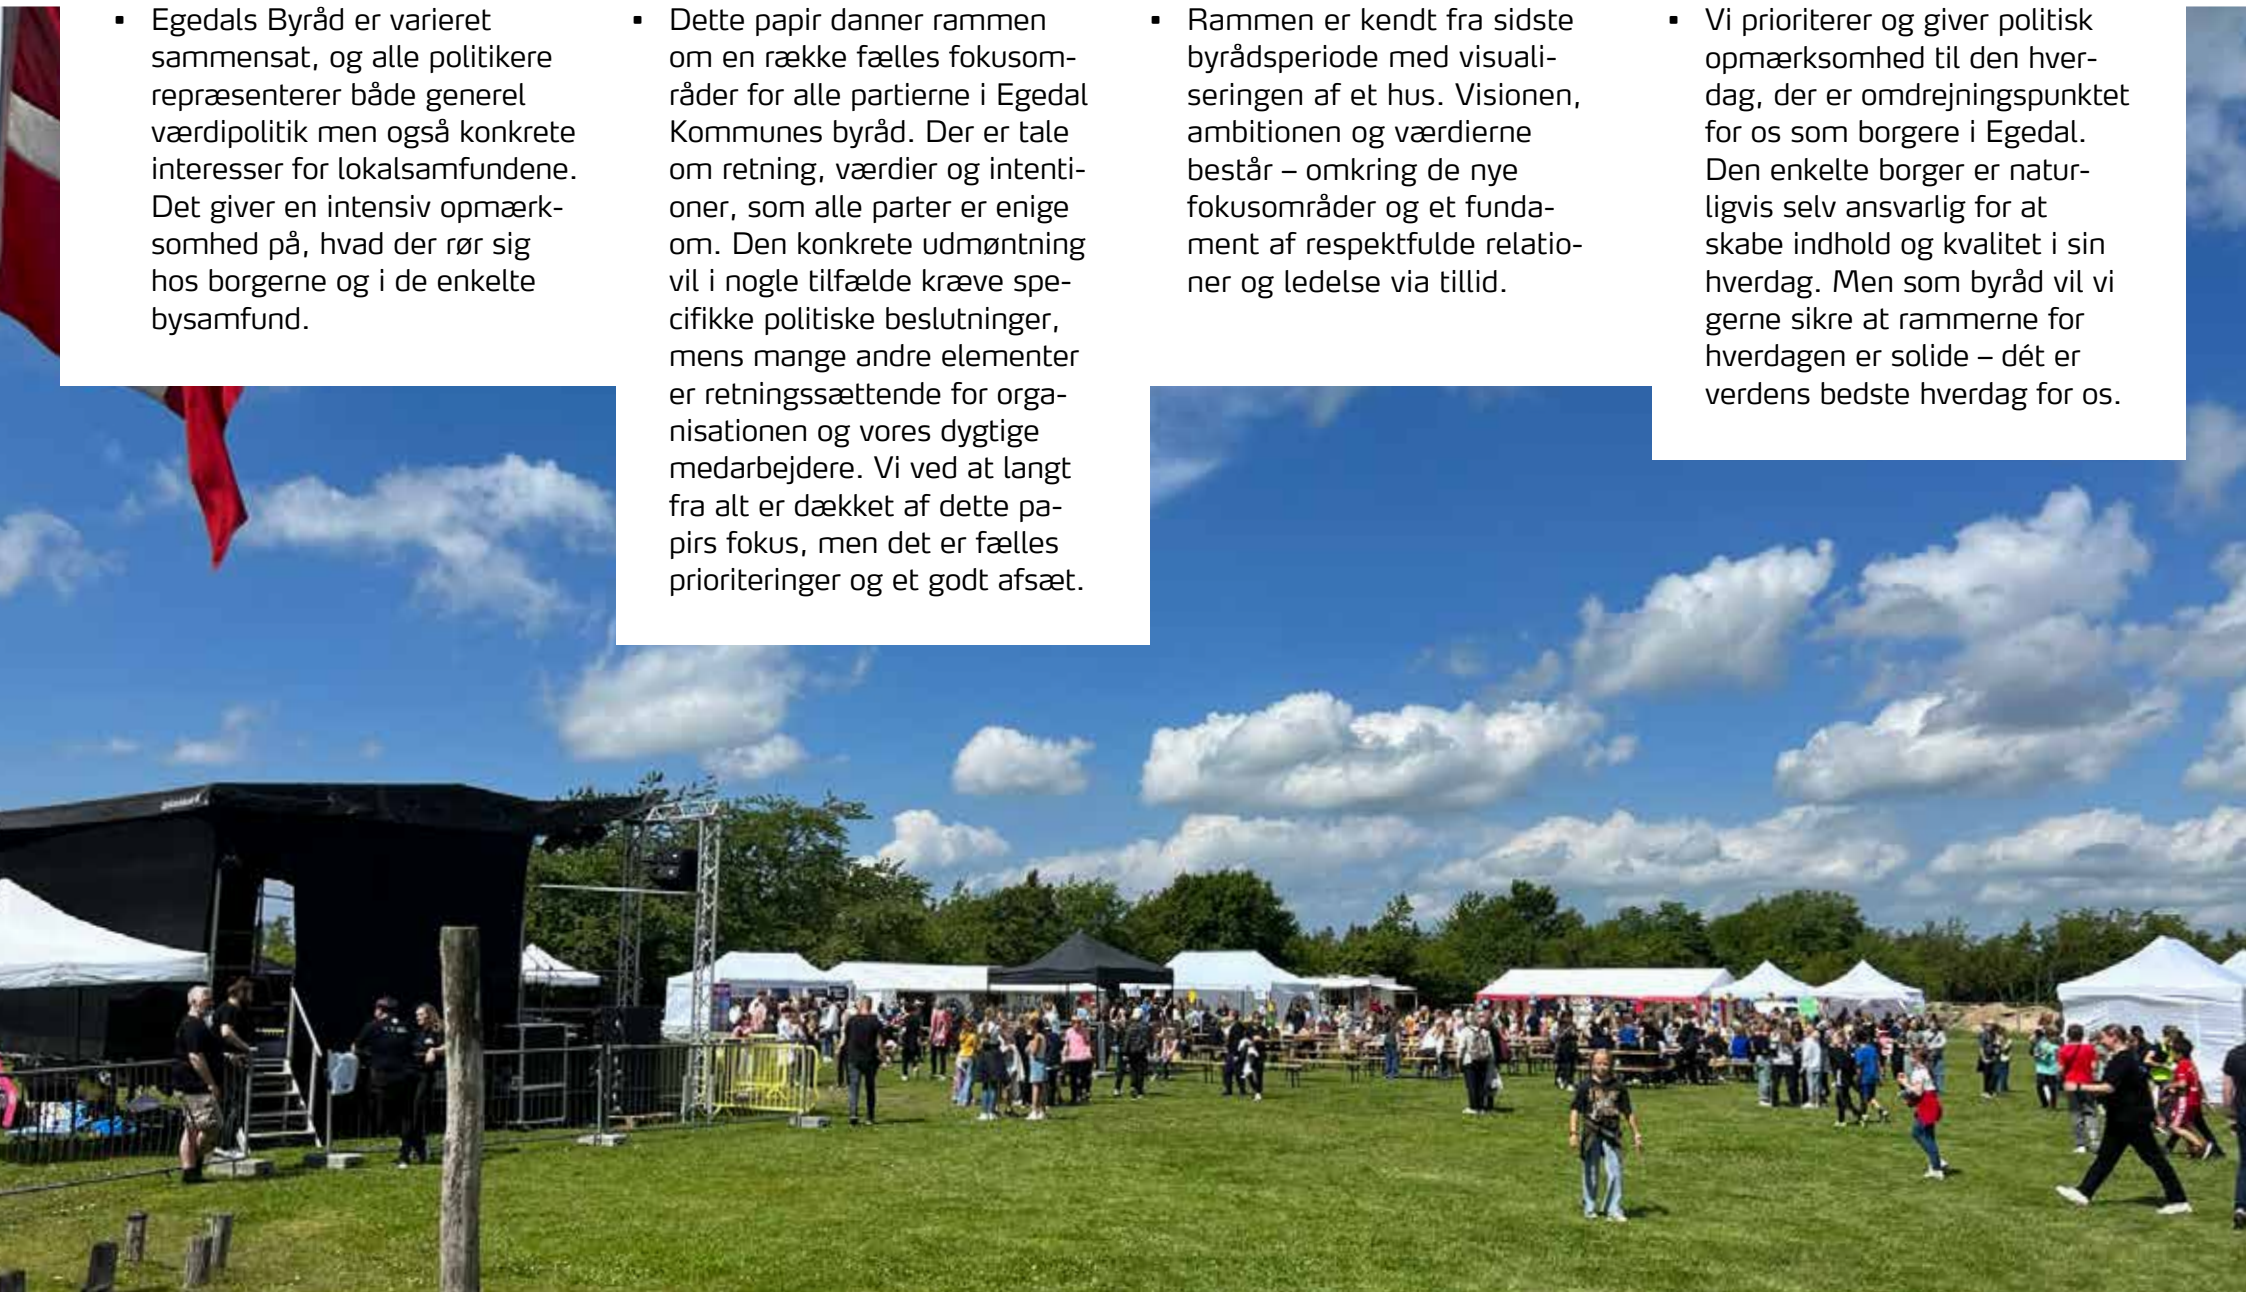 ▪ Egedals Byråd er varieret
sammensat, og alle politikere
repræsenterer både generel
værdipolitik men også konkrete
interesser for lokalsamfundene.
Det giver en intensiv opmærk-
somhed på, hvad der rør sig
hos borgerne og i de enkelte
bysamfund.
▪ Dette papir danner rammen
om en række fælles fokusom-
råder for alle partierne i Egedal
Kommunes byråd. Der er tale
om retning, værdier og intenti-
oner, som alle parter er enige
om. Den konkrete udmøntning
vil i nogle tilfælde kræve spe-
cifikke politiske beslutninger,
mens mange andre elementer
er retningssættende for orga-
nisationen og vores dygtige
medarbejdere. Vi ved at langt
fra alt er dækket af dette pa-
pirs fokus, men det er fælles
prioriteringer og et godt afsæt.
▪ Rammen er kendt fra sidste
byrådsperiode med visuali-
seringen af et hus. Visionen,
ambitionen og værdierne
består – omkring de nye
fokusområder og et funda-
ment af respektfulde relatio-
ner og ledelse via tillid.
▪ Vi prioriterer og giver politisk
opmærksomhed til den hver-
dag, der er omdrejningspunktet
for os som borgere i Egedal.
Den enkelte borger er natur-
ligvis selv ansvarlig for at
skabe indhold og kvalitet i sin
hverdag. Men som byråd vil vi
gerne sikre at rammerne for
hverdagen er solide – dét er
verdens bedste hverdag for os.